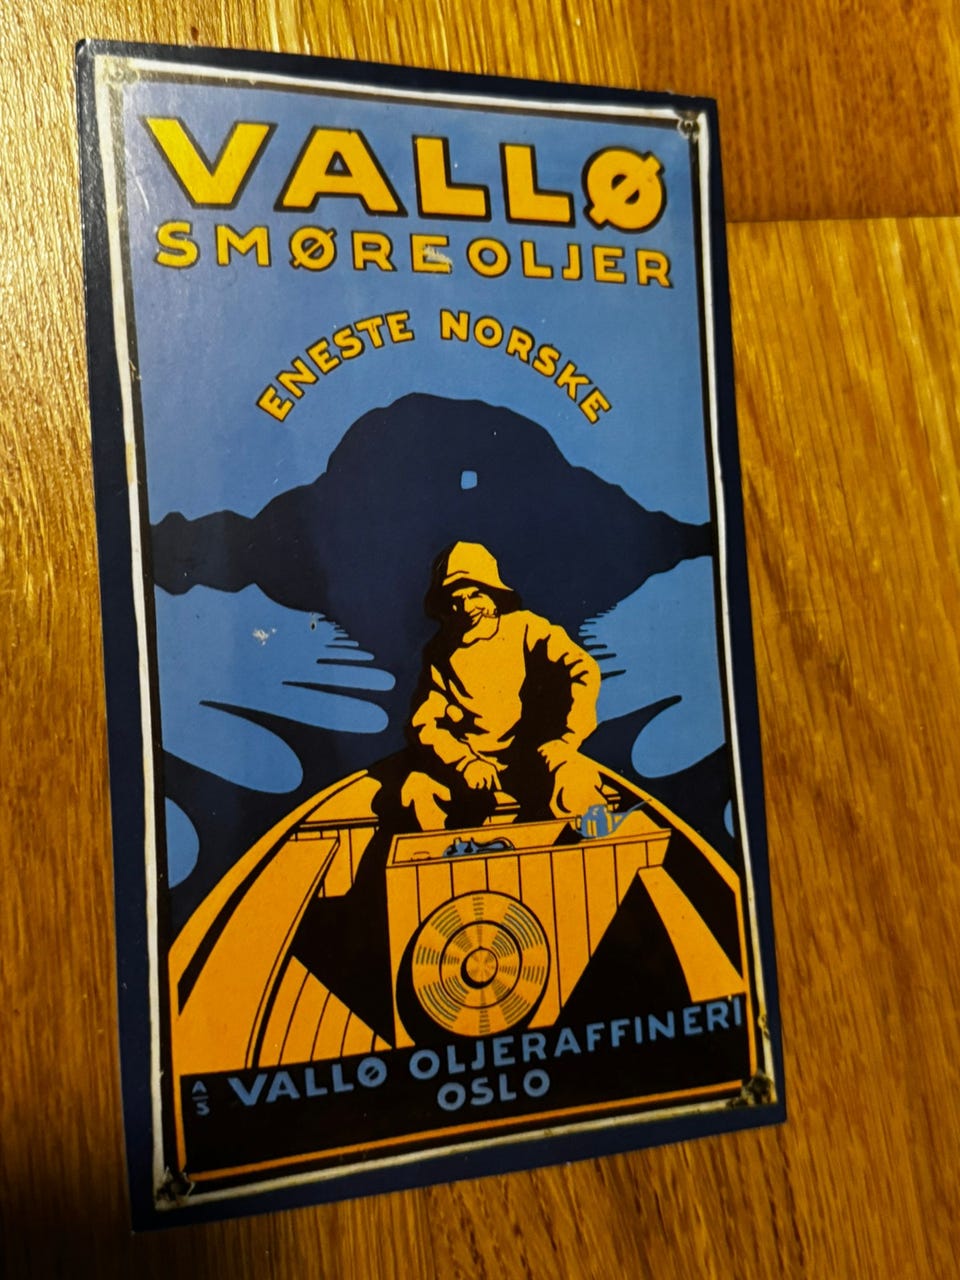 VALLØ
SMØREOLJER
ENESTE NORSKE
A/S VALLØ OLJERAFFINERI
OSLO